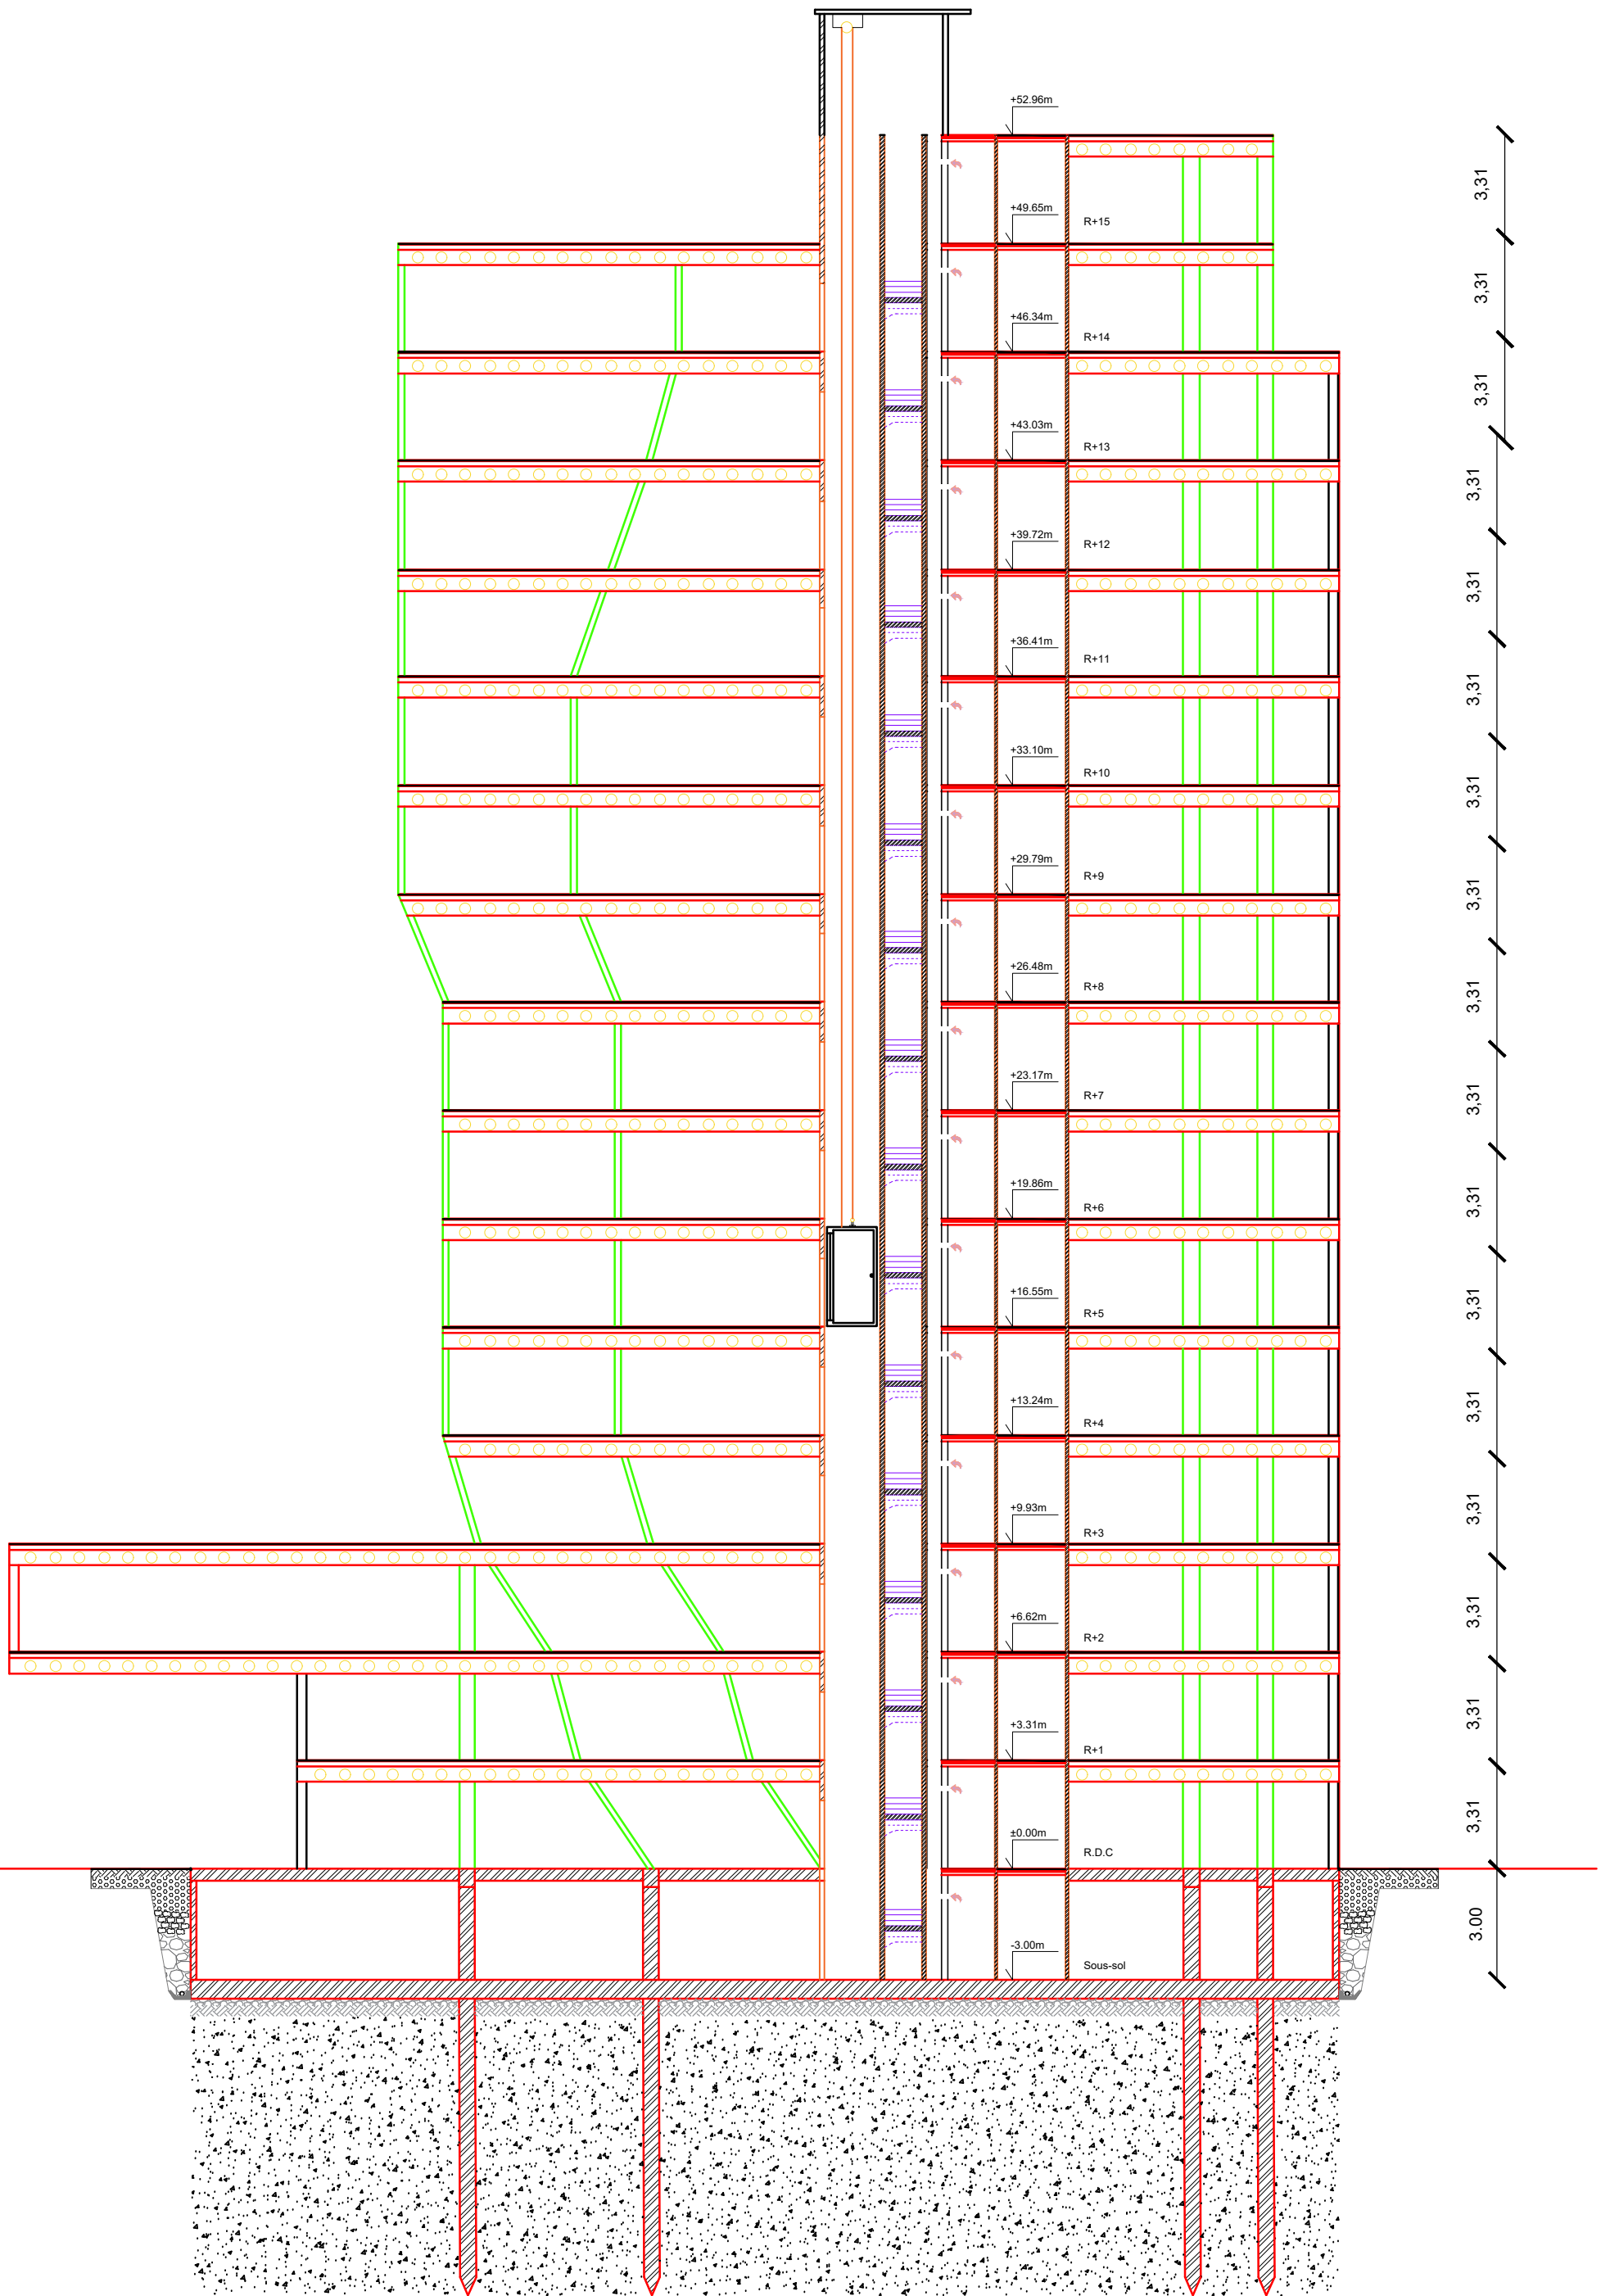 +52.96m
3,31
+49.65m
R+15
3,31
+46.34m
R+14
3,31
+43.03m
R+13
3,31
+39.72m
R+12
3,31
+36.41m
R+11
3,31
+33.10m
R+10
3,31
+29.79m
R+9
3,31
+26.48m
R+8
3,31
+23.17m
R+7
3,31
+19.86m
R+6
3,31
+16.55m
R+5
3,31
+13.24m
R+4
3,31
+9.93m
R+3
3,31
+6.62m
R+2
3,31
+3.31m
R+1
3,31
±0.00m
R.D.C
3,31
-3.00m
Sous-sol
3.00